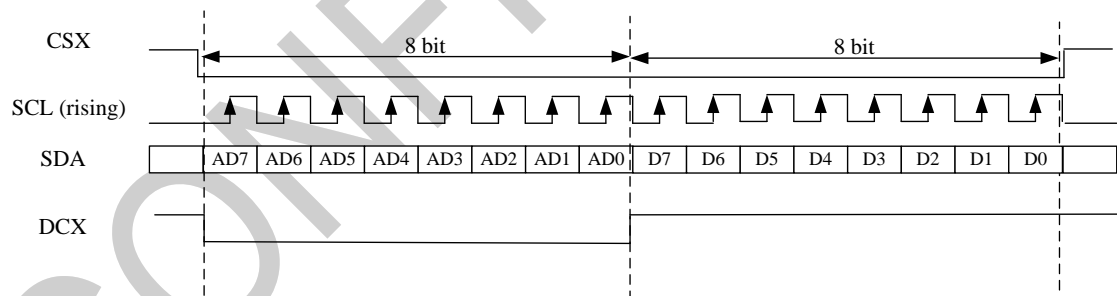 CSX
8 bit 8 bit
SCL (rising)
SDA AD7 AD6 AD5 AD4 AD3 AD2 AD1 AD0 D7 D6 D5 D4 D3 D2 D1 D0
DCX
CONF